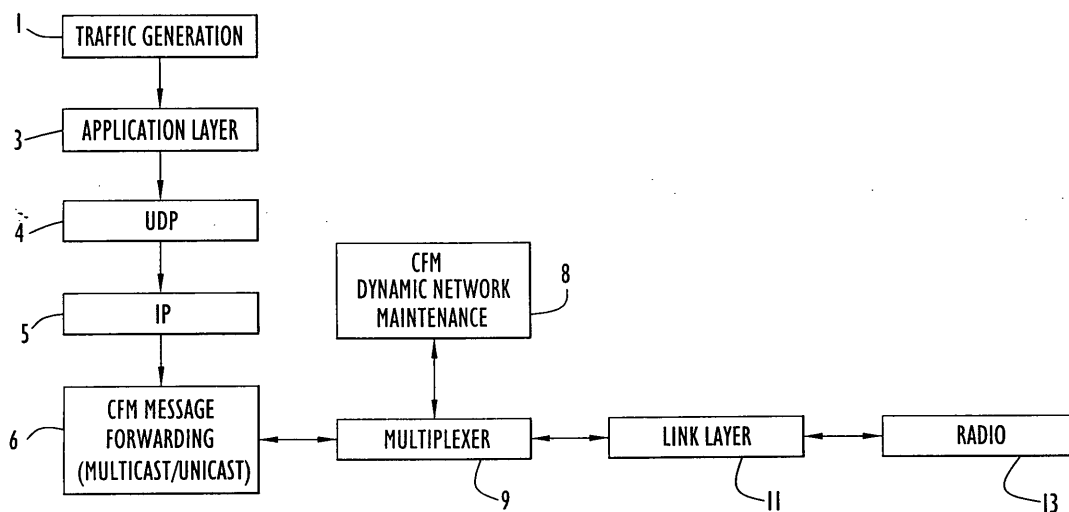 1
TRAFFIC GENERATION
3
APPLICATION LAYER
4
UDP
5
IP
6
CFM MESSAGE
FORWARDING
(MULTICAST/UNICAST)
CFM
DYNAMIC NETWORK
MAINTENANCE
8
MULTIPLEXER
9
LINK LAYER
11
RADIO
13